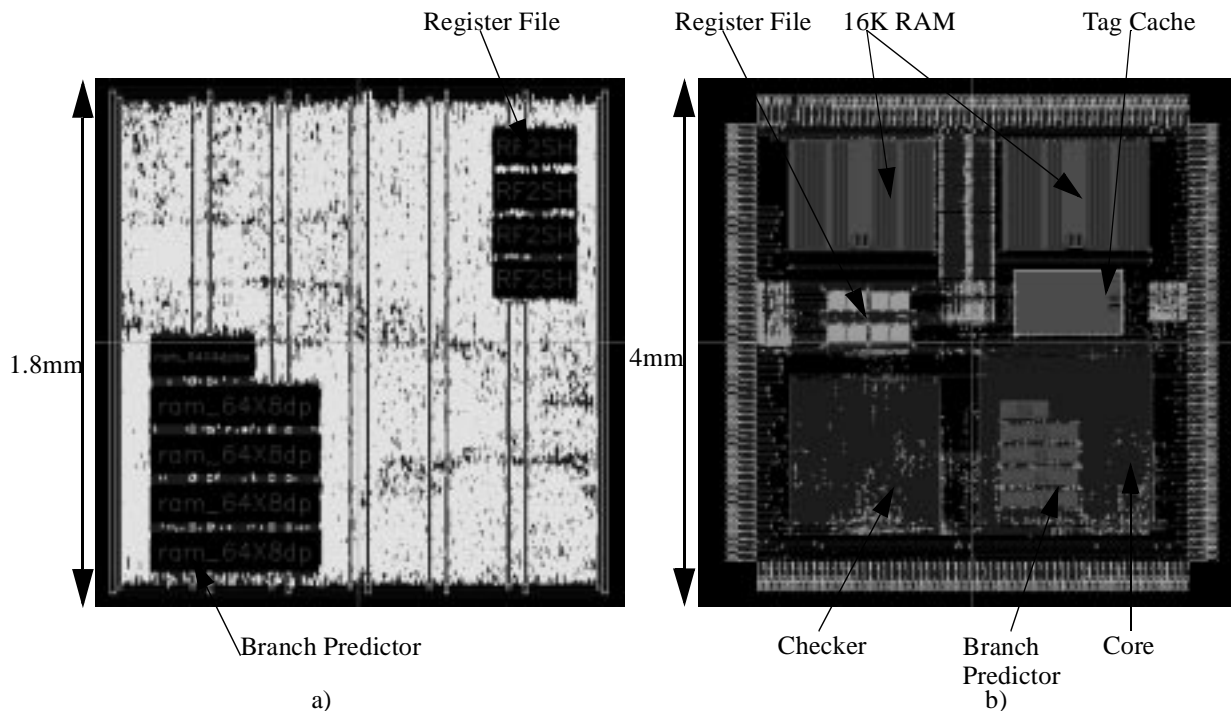 Register File
Register File
16K RAM
Tag Cache
RF2SH
RF2SH
RF2SH
RF2SH
1.8mm
4mm
ram_64X8dp
ram_64X8dp
ram_64X8dp
ram_64X8dp
Branch Predictor
Checker
Branch
Predictor
Core
a)
b)